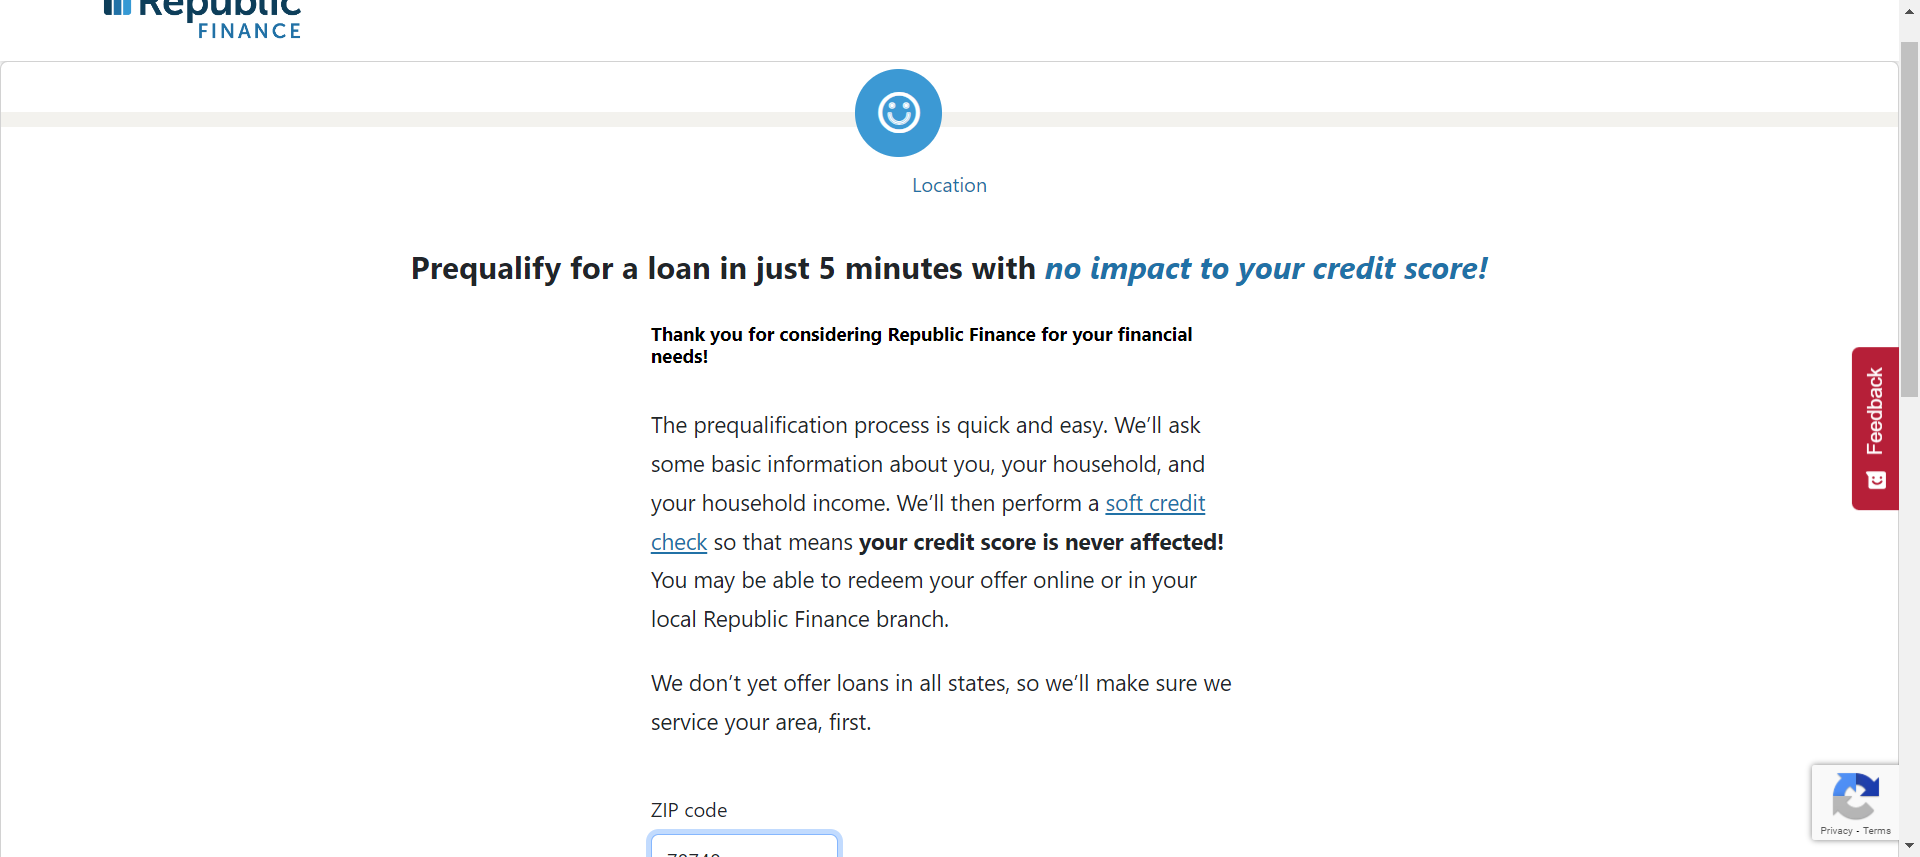 Republic
FINANCE
Location
Prequalify for a loan in just 5 minutes with no impact to your credit score!
Thank you for considering Republic Finance for your financial
needs!
The prequalification process is quick and easy. We’ll ask
some basic information about you, your household, and
your household income. We’ll then perform a soft credit
check so that means your credit score is never affected!
You may be able to redeem your offer online or in your
local Republic Finance branch.
We don’t yet offer loans in all states, so we’ll make sure we
service your area, first.
ZIP code
Feedback
Privacy - Terms